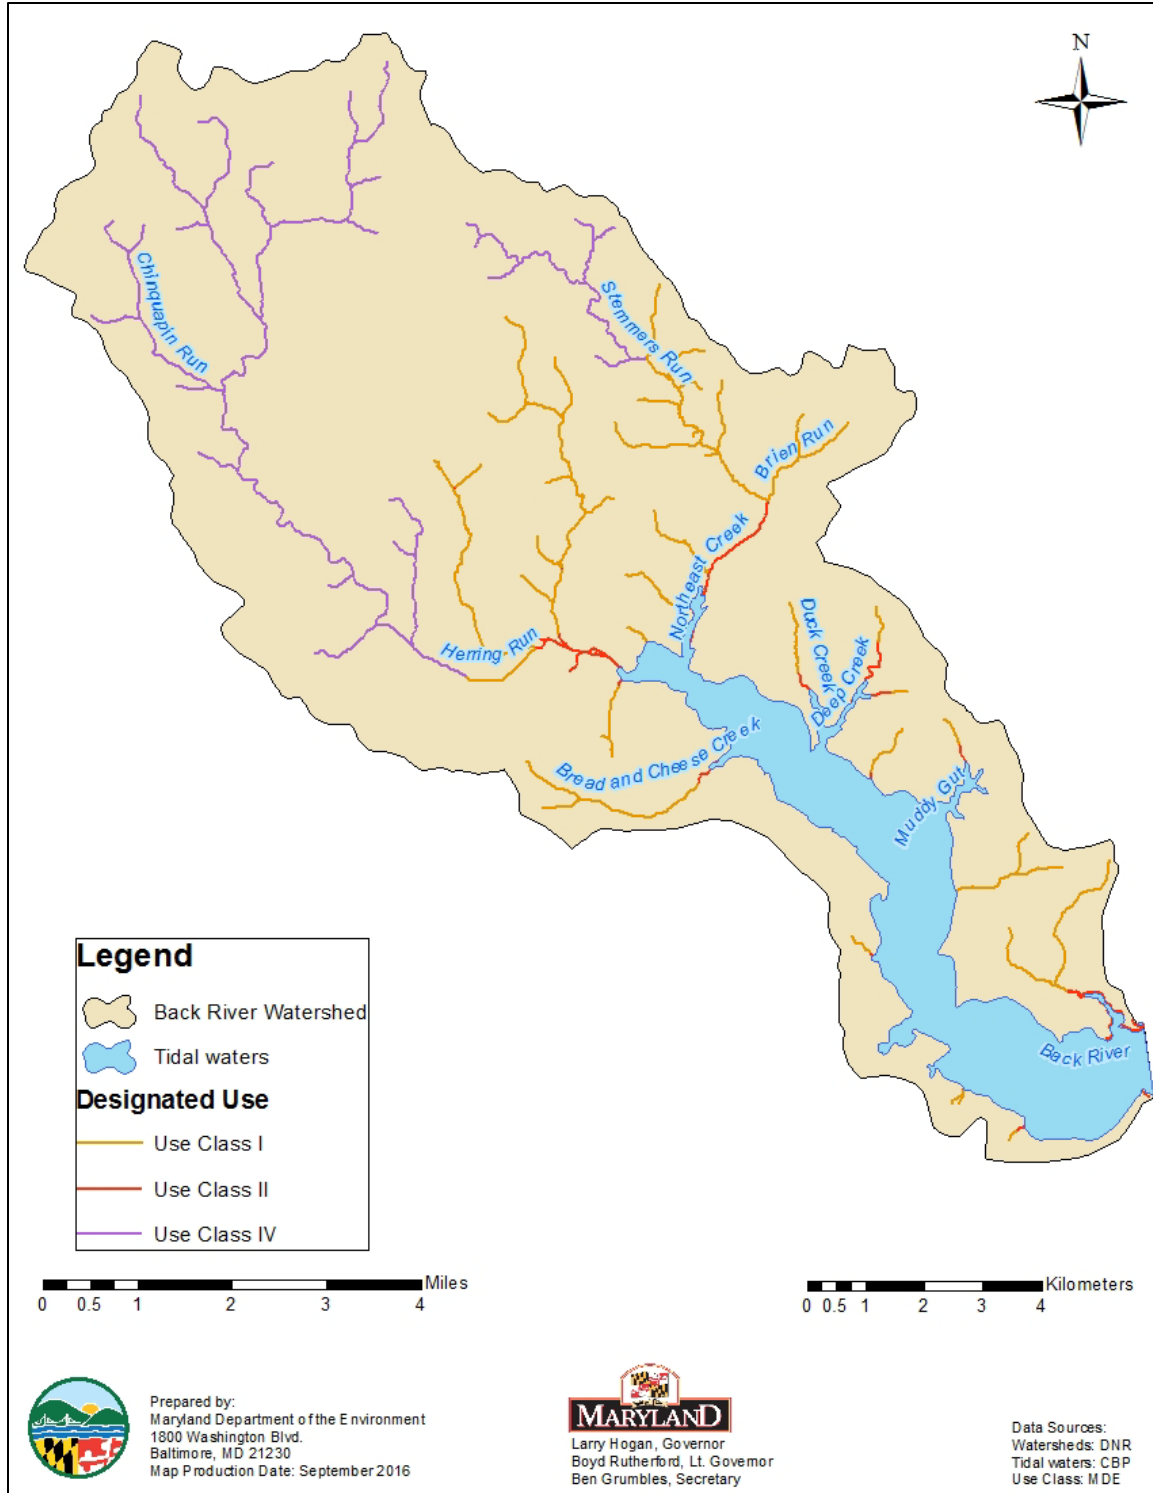 N
Chinquapin Run
Stemmers Run
Brien Run
Northeast Creek
Duck Creek
Deep Creek
Herring Run
Bread and Cheese Creek
Muddy Gut
Back River
Legend
Back River Watershed
Tidal waters
Designated Use
Use Class I
Use Class II
Use Class IV
Miles
0 0.5 1 2 3 4
Kilometers
0 0.5 1 2 3 4
Prepared by:
Maryland Department of the Environment
1800 Washington Blvd.
Baltimore, MD 21230
Map Production Date: September 2016
MARYLAND
Larry Hogan, Governor
Boyd Rutherford, Lt. Governor
Ben Grumbles, Secretary
Data Sources:
Watersheds: DNR
Tidal waters: CBP
Use Class: MDE